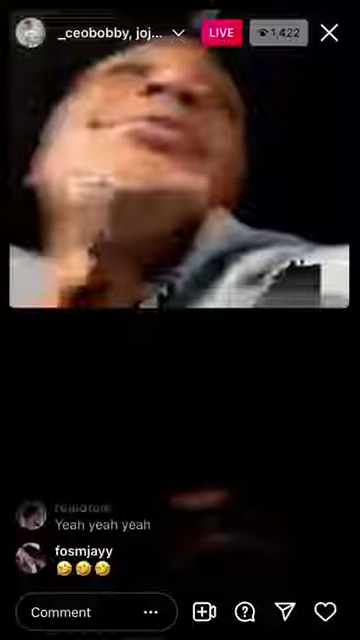 _ceobobby, joj... LIVE 1,422
Yeah yeah yeah
fosmjayy
🤣🤣🤣
Comment